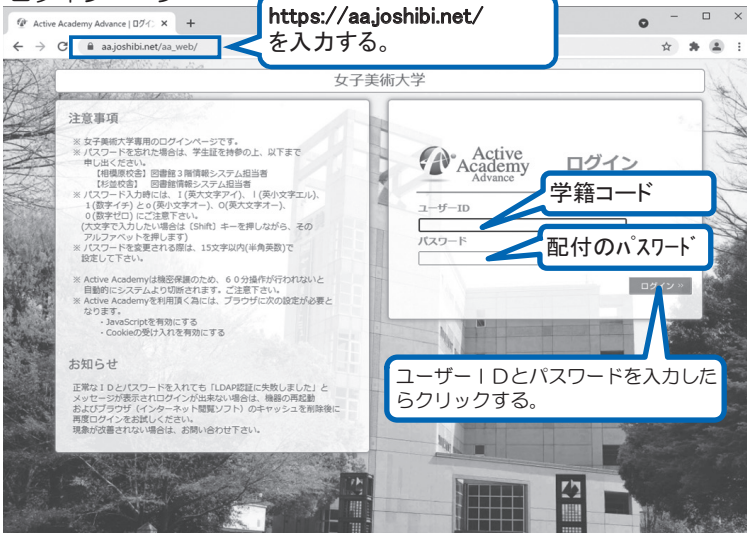 Active Academy Advance | ログイ
https://aa.joshibi.net/
を入力する。
aa.joshibi.net/aa_web/
女子美術大学
注意事項
※ 女子美術大学専用のログインページです。
※ パスワードを忘れた場合は、学生証を持参の上、以下まで
申し出ください。
【相模原校舎】図書館３階情報システム担当者
【杉並校舎】 図書館情報システム担当者
※ パスワード入力時には、I(英大文字アイ)、l(英小文字エル)、
1(数字イチ) とo(英小文字オー)、O(英大文字オー)、
0(数字ゼロ) にご注意下さい。
(大文字で入力したい場合は〔Shift〕キーを押しながら、その
アルファベットを押します)
※ パスワードを変更される際は、15文字以内(半角英数)で
設定して下さい。
※ Active Academyは機密保護のため、６０分操作が行われないと
自動的にシステムより切断されます。ご注意下さい。
※ Active Academyを利用頂く為には、ブラウザに次の設定が必要と
なります。
・JavaScriptを有効にする
・Cookieの受け入れを有効にする
お知らせ
正常なＩＤとパスワードを入れても「LDAP認証に失敗しました」と
メッセージが表示されログインが出来ない場合は、機器の再起動
およびブラウザ（インターネット閲覧ソフト）のキャッシュを削除後に
再度ログインをお試しください。
現象が改善されない場合は、お問い合わせ下さい。
Active
Academy
Advance
ログイン
学籍コード
ユーザーID
パスワード
配付のパスワード
ログイン »
ユーザーＩＤとパスワードを入力した
らクリックする。